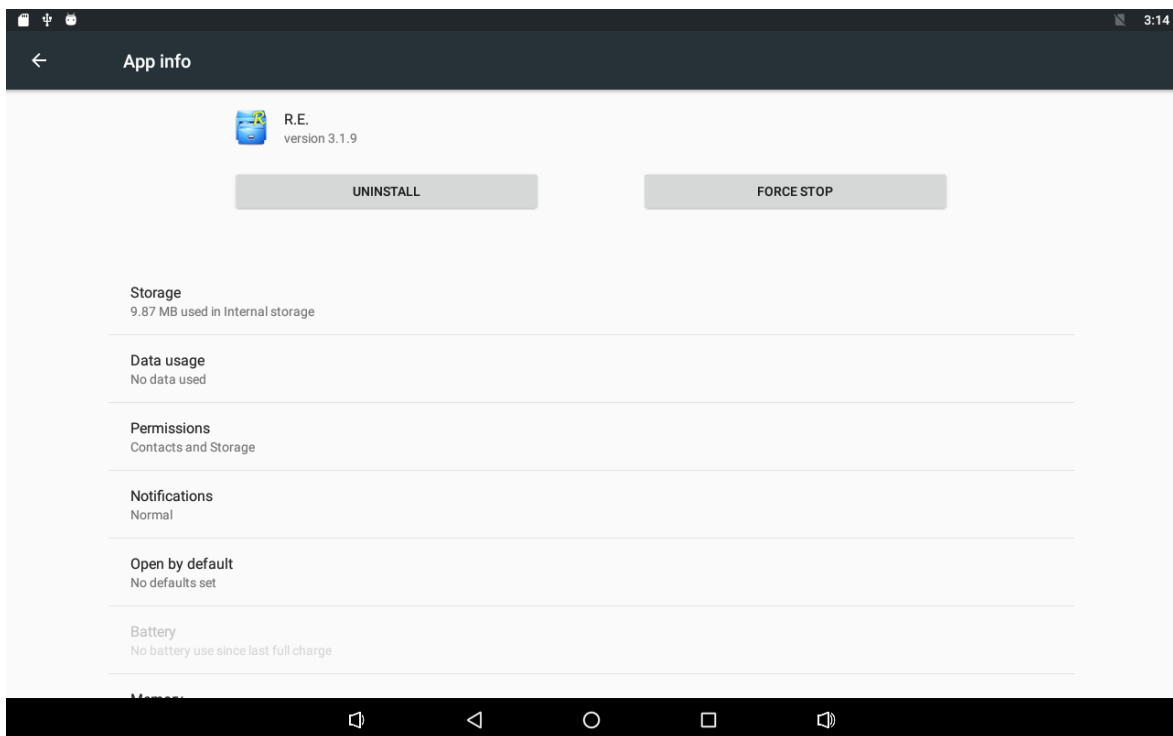 3:14
App info
R.E.
version 3.1.9
UNINSTALL
FORCE STOP
Storage
9.87 MB used in Internal storage
Data usage
No data used
Permissions
Contacts and Storage
Notifications
Normal
Open by default
No defaults set
Battery
No battery use since last full charge
Memory